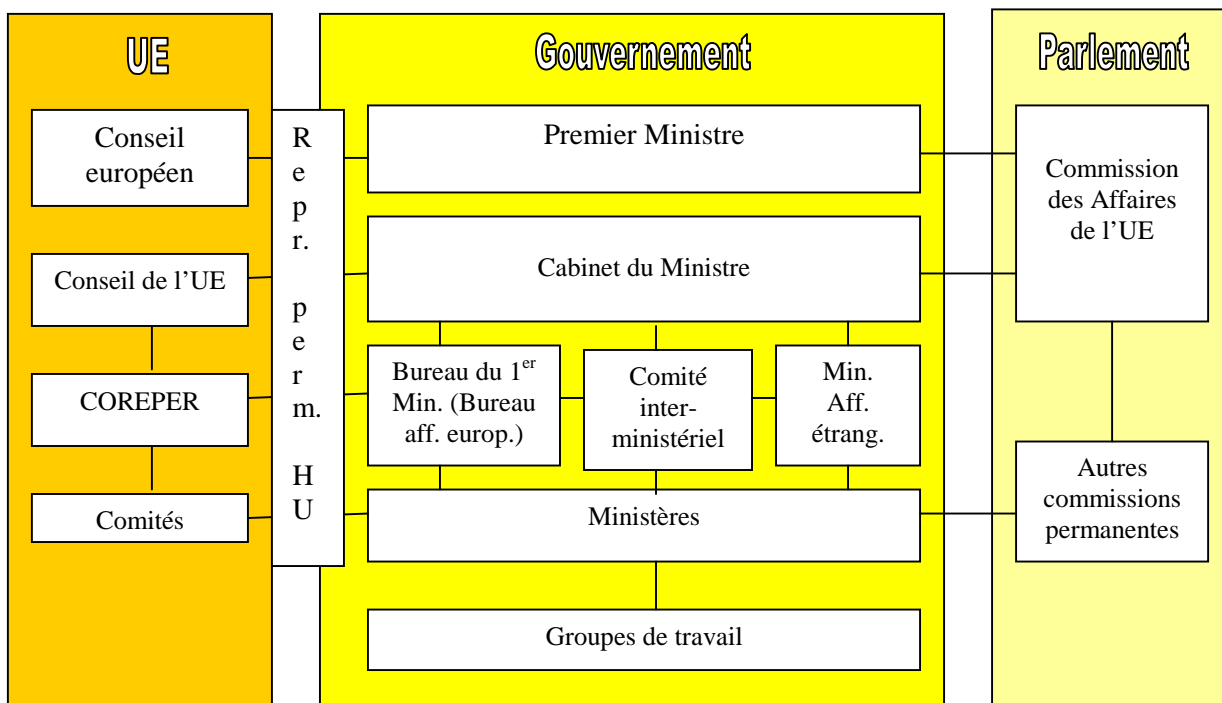 UE
Conseil
européen
Conseil de l’UE
COREPER
Comités
R
e
p
r.
p
e
r
m.
H
U
Gouvernement
Premier Ministre
Cabinet du Ministre
Bureau du 1er
Min. (Bureau
aff. europ.)
Comité
inter-
ministériel
Min.
Aff.
étrang.
Ministères
Groupes de travail
Parlement
Commission
des Affaires
de l’UE
Autres
commissions
permanentes